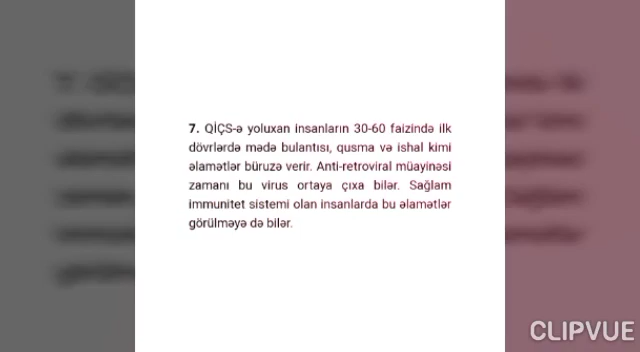 7. QİÇS-ə yoluxan insanların 30-60 faizində ilk
dövrlərdə mədə bulantısı, qusma və ishal kimi
əlamətlər büruzə verir. Anti-retroviral müayinəsi
zamanı bu virus ortaya çıxa bilər. Sağlam
immunitet sistemi olan insanlarda bu əlamətlər
görülməyə də bilər.
CLIPVUE